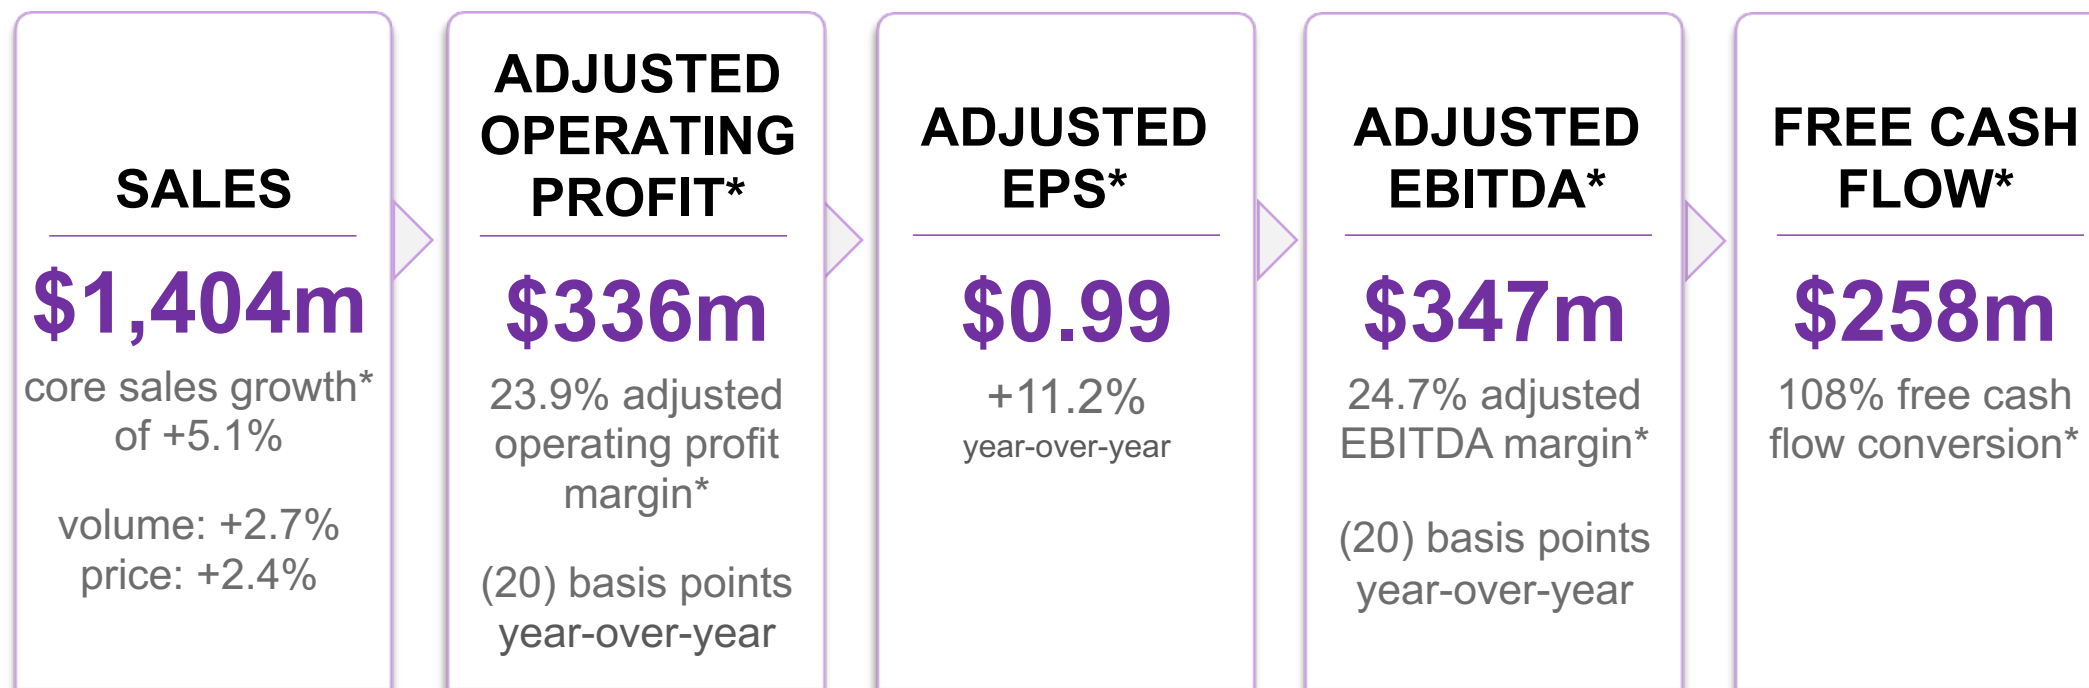 SALES
$1,404m
core sales growth*
of +5.1%
volume: +2.7%
price: +2.4%
ADJUSTED
OPERATING
PROFIT*
$336m
23.9% adjusted
operating profit
margin*
(20) basis points
year-over-year
ADJUSTED
EPS*
$0.99
+11.2%
year-over-year
ADJUSTED
EBITDA*
$347m
24.7% adjusted
EBITDA margin*
(20) basis points
year-over-year
FREE CASH
FLOW*
$258m
108% free cash
flow conversion*